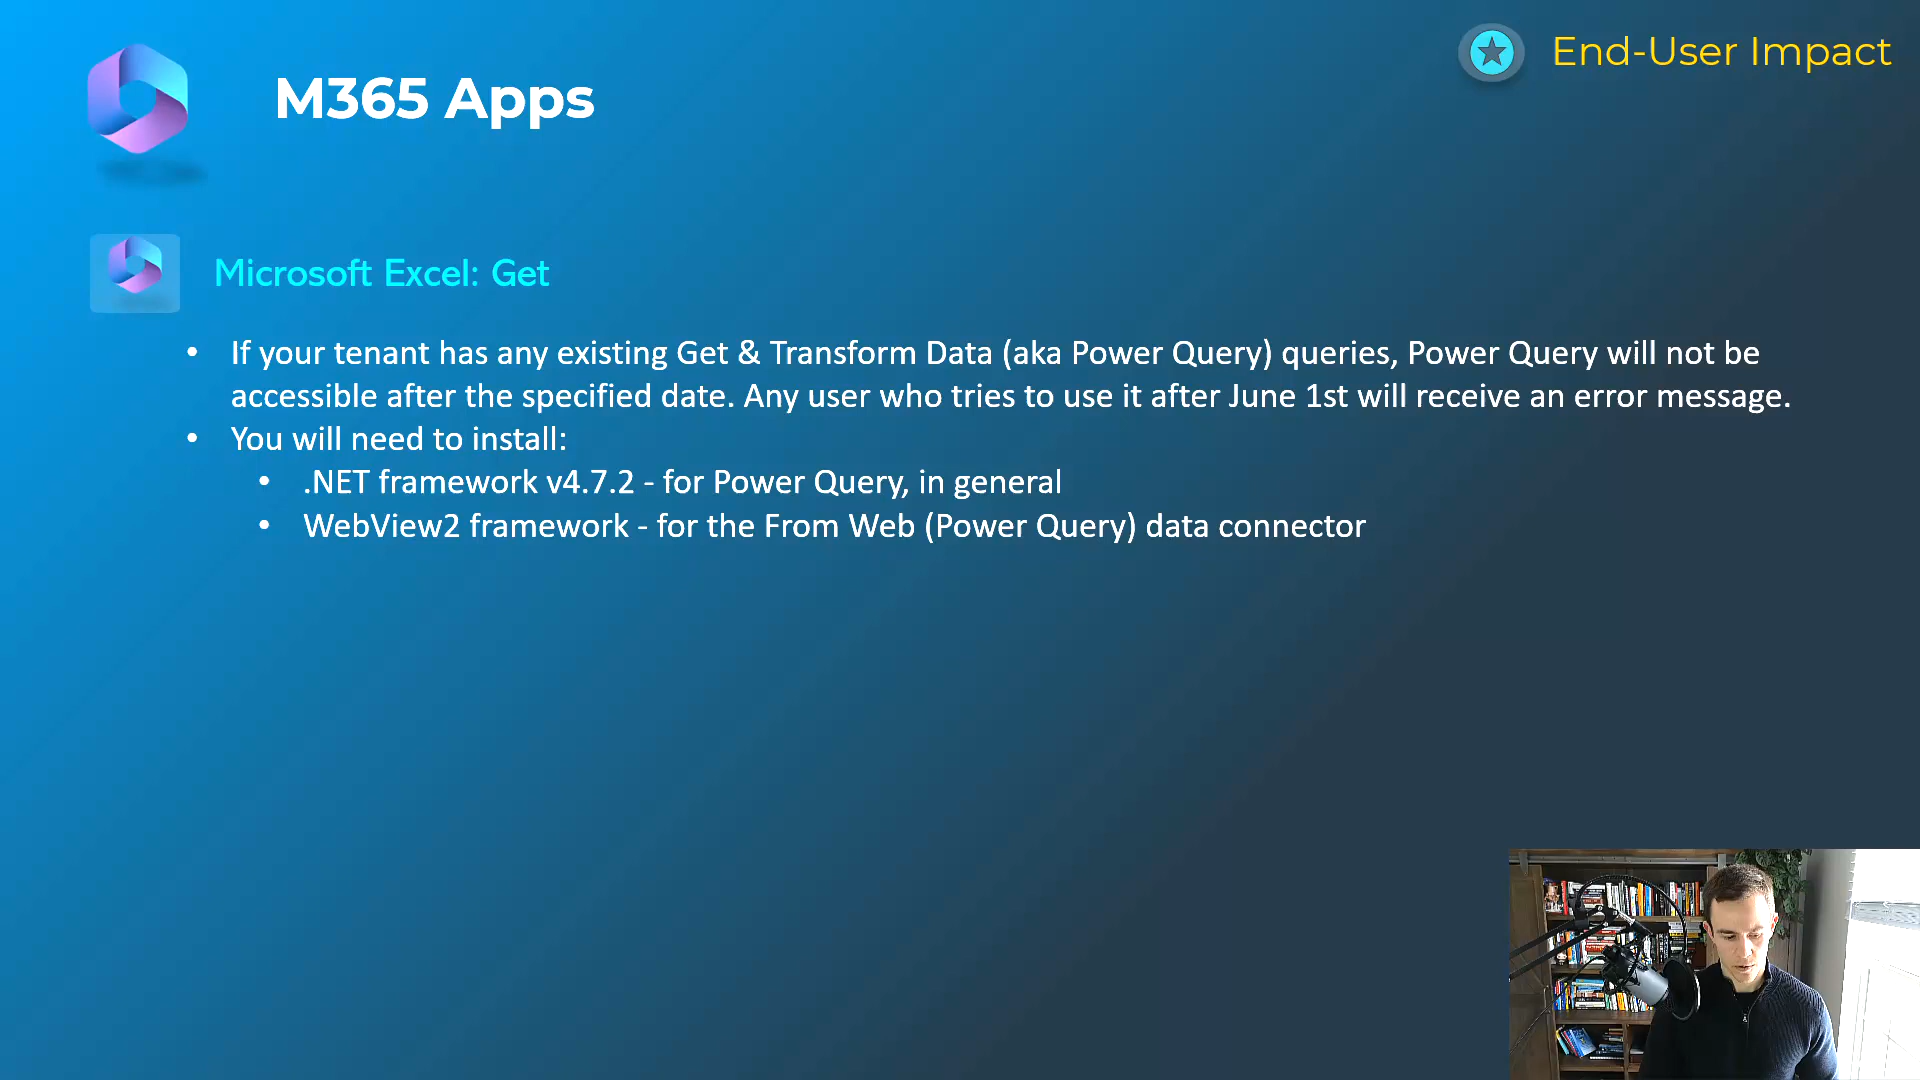 M365 Apps
End-User Impact
Microsoft Excel: Get
• If your tenant has any existing Get & Transform Data (aka Power Query) queries, Power Query will not be
accessible after the specified date. Any user who tries to use it after June 1st will receive an error message.
• You will need to install:
• .NET framework v4.7.2 - for Power Query, in general
• WebView2 framework - for the From Web (Power Query) data connector